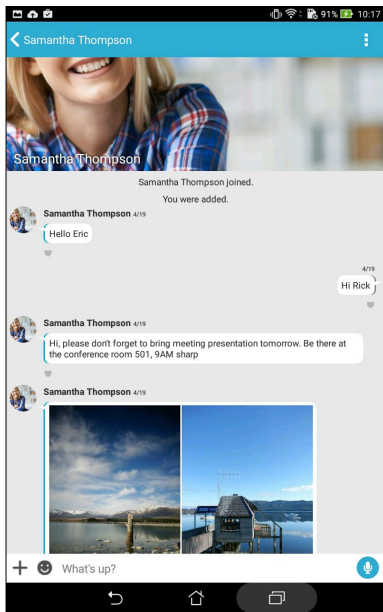 91% 10:17
Samantha Thompson
Samantha Thompson
Samantha Thompson joined.
You were added.
Samantha Thompson 4/19
Hello Eric
4/19
Hi Rick
Samantha Thompson 4/19
Hi, please don't forget to bring meeting presentation tomorrow. Be there at
the conference room 501, 9AM sharp
Samantha Thompson 4/19
What's up?